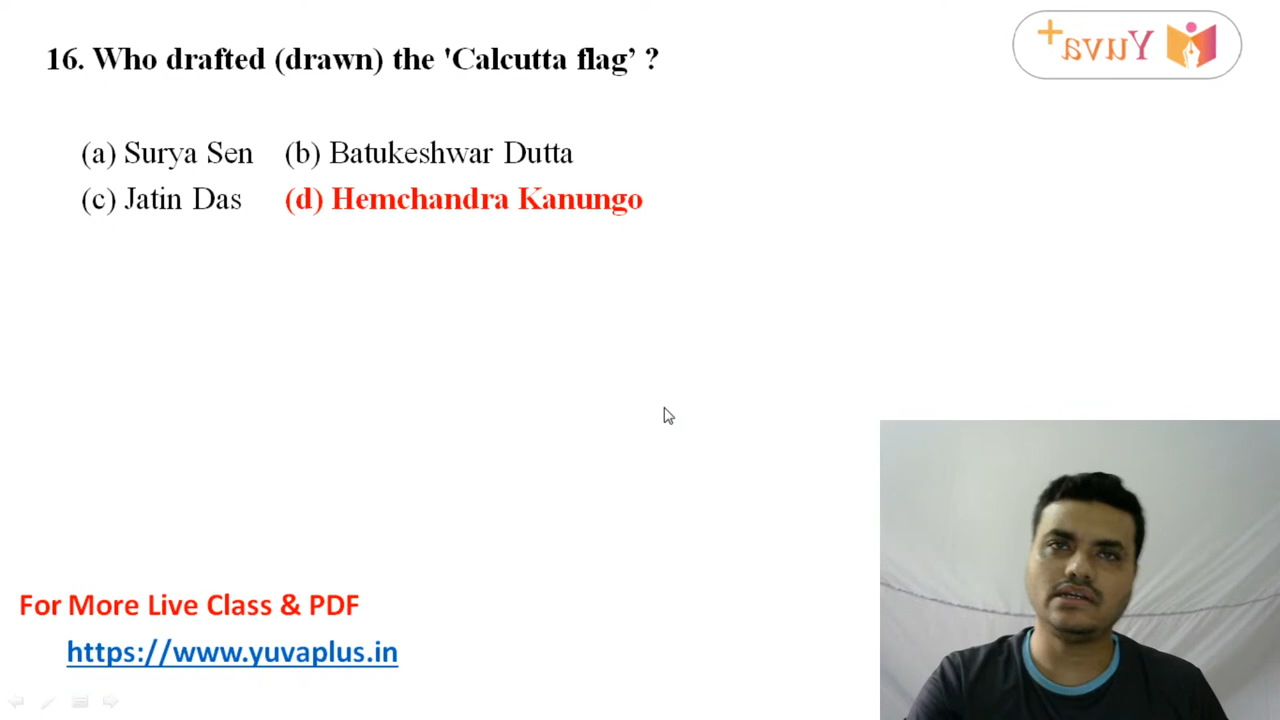 16. Who drafted (drawn) the 'Calcutta flag’ ?
Yuva+
(a) Surya Sen (b) Batukeshwar Dutta
(c) Jatin Das (d) Hemchandra Kanungo
For More Live Class & PDF
https://www.yuvaplus.in